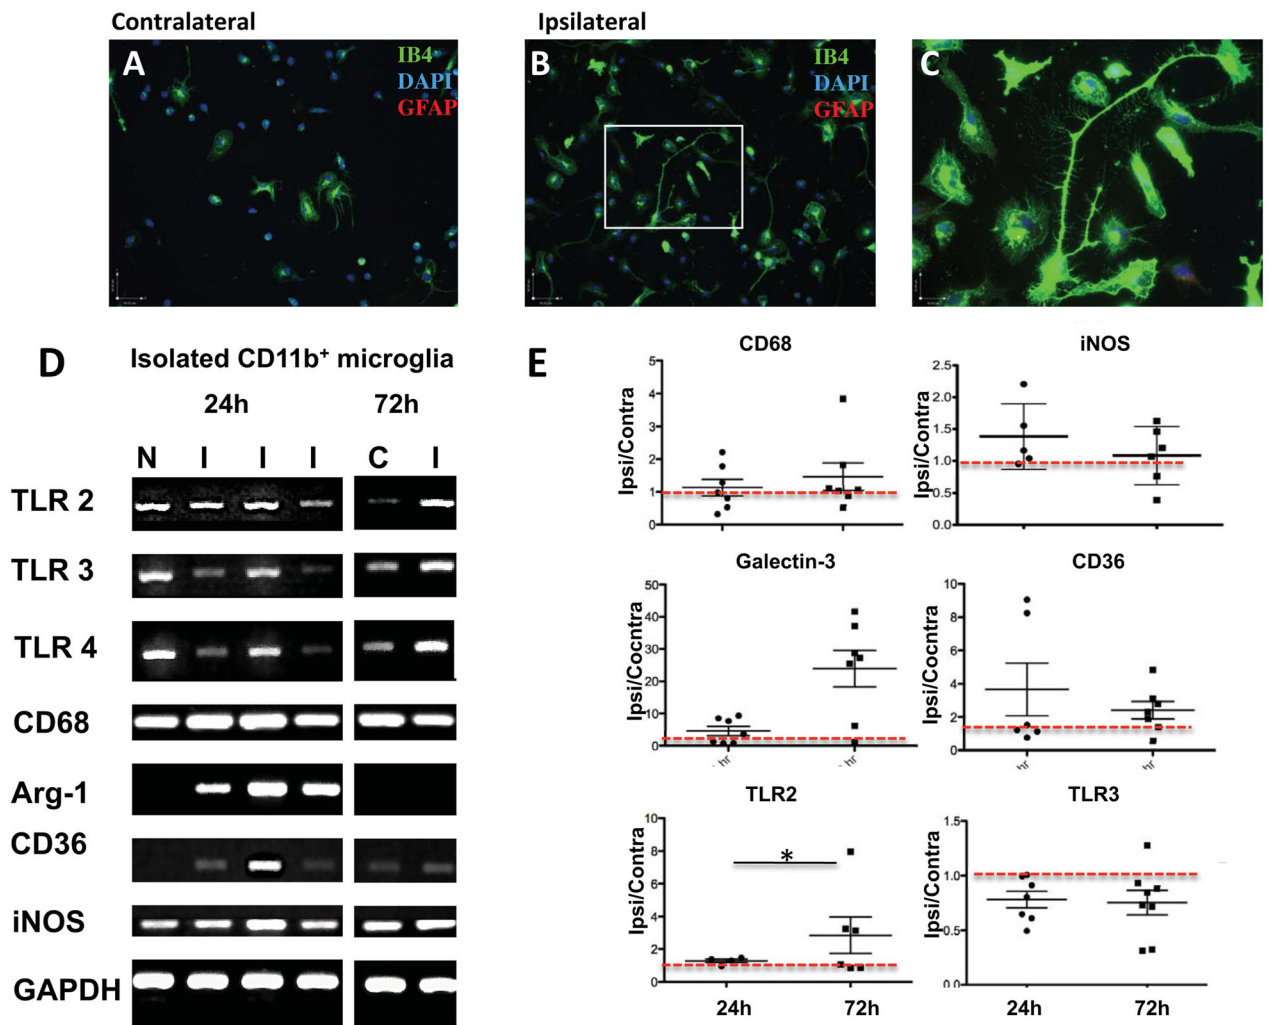 Contralateral
Ipsilateral
A
IB4
DAPI
GFAP
B
IB4
DAPI
GFAP
C
D
Isolated CD11b+ microglia
24h
72h
N I I I C I
TLR 2
TLR 3
TLR 4
CD68
Arg-1
CD36
iNOS
GAPDH
E
CD68
Ipsi/Contra
5
4
3
2
1
0
iNOS
Ipsi/Contra
2.5
2.0
1.5
1.0
0.5
0.0
Galectin-3
Ipsi/Cocntra
50
40
30
20
10
0
hr
hr
CD36
Ipsi/Cocntra
10
8
6
4
2
0
hr
hr
TLR2
Ipsi/Contra
10
8
6
4
2
0
*
24h
72h
TLR3
Ipsi/Contra
1.5
1.0
0.5
0.0
24h
72h